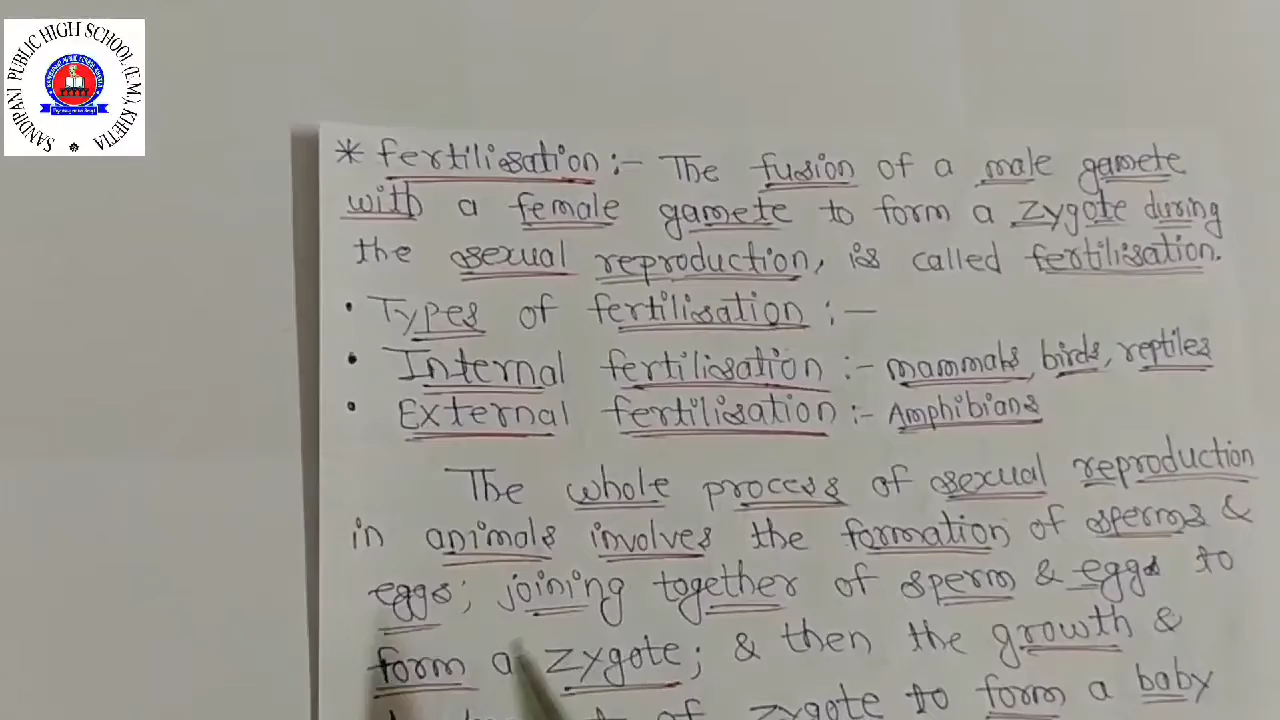 SANDIPANI PUBLIC HIGH SCHOOL (E.M.), KHETIA
* fertilisation :- The fusion of a male gamete
with a female gamete to form a zygote during
the sexual reproduction, is called fertilisation.
• Types of fertilisation :-
• Internal fertilisation :- mammals, birds, reptiles
• External fertilisation :- Amphibians
The whole process of sexual reproduction
in animals involves the formation of sperms &
eggs; joining together of sperm & eggs to
form a zygote; & then the growth &
of zygote to form a baby